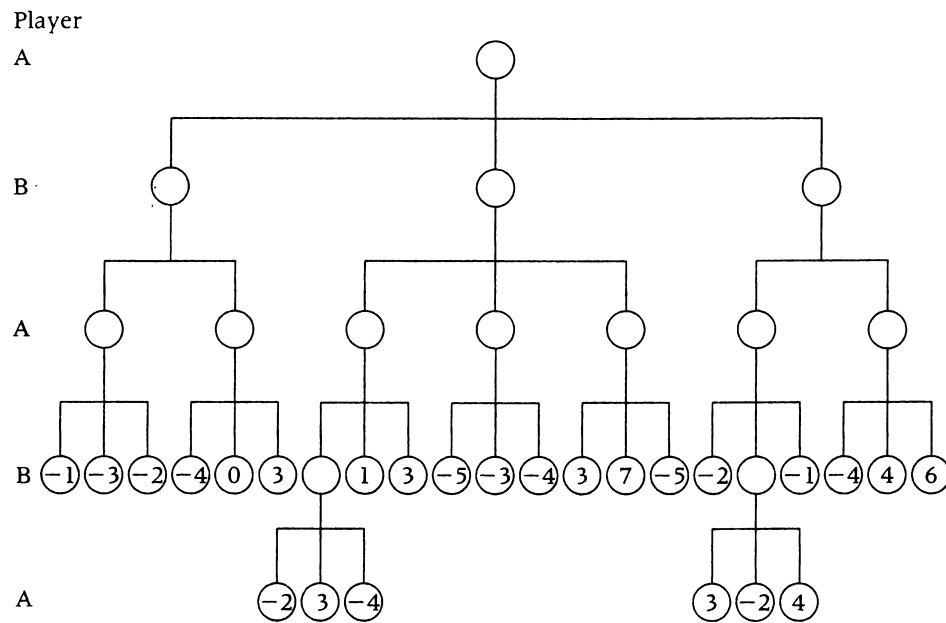 Player
A
B
A
B −1 −3 −2 −4 0 3 1 3 −5 −3 −4 3 7 −5 −2 −1 −4 4 6
A −2 3 −4 3 −2 4